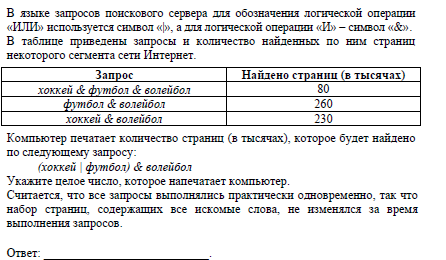 В языке запросов поискового сервера для обозначения логической операции
«ИЛИ» используется символ «|», а для логической операции «И» – символ «&».
В таблице приведены запросы и количество найденных по ним страниц
некоторого сегмента сети Интернет.
Запрос Найдено страниц (в тысячах)
хоккей & футбол & волейбол 80
футбол & волейбол 260
хоккей & волейбол 230
Компьютер печатает количество страниц (в тысячах), которое будет найдено
по следующему запросу:
(хоккей | футбол) & волейбол
Укажите целое число, которое напечатает компьютер.
Считается, что все запросы выполнялись практически одновременно, так что
набор страниц, содержащих все искомые слова, не изменялся за время
выполнения запросов.
Ответ: ___________________________.